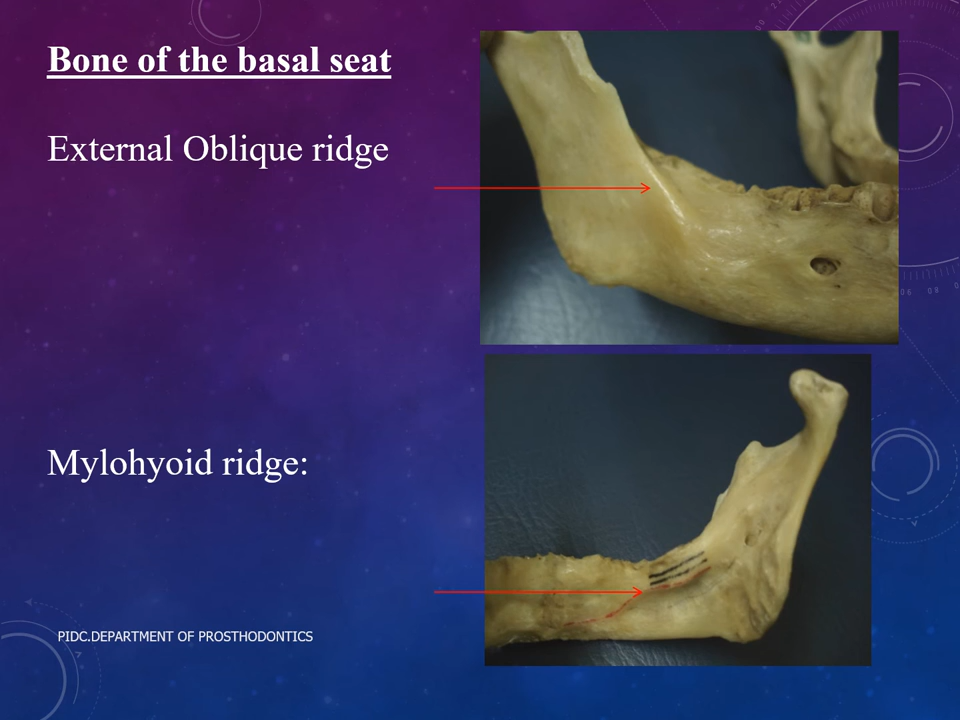 Bone of the basal seat
External Oblique ridge
Mylohyoid ridge:
PIDC.DEPARTMENT OF PROSTHODONTICS